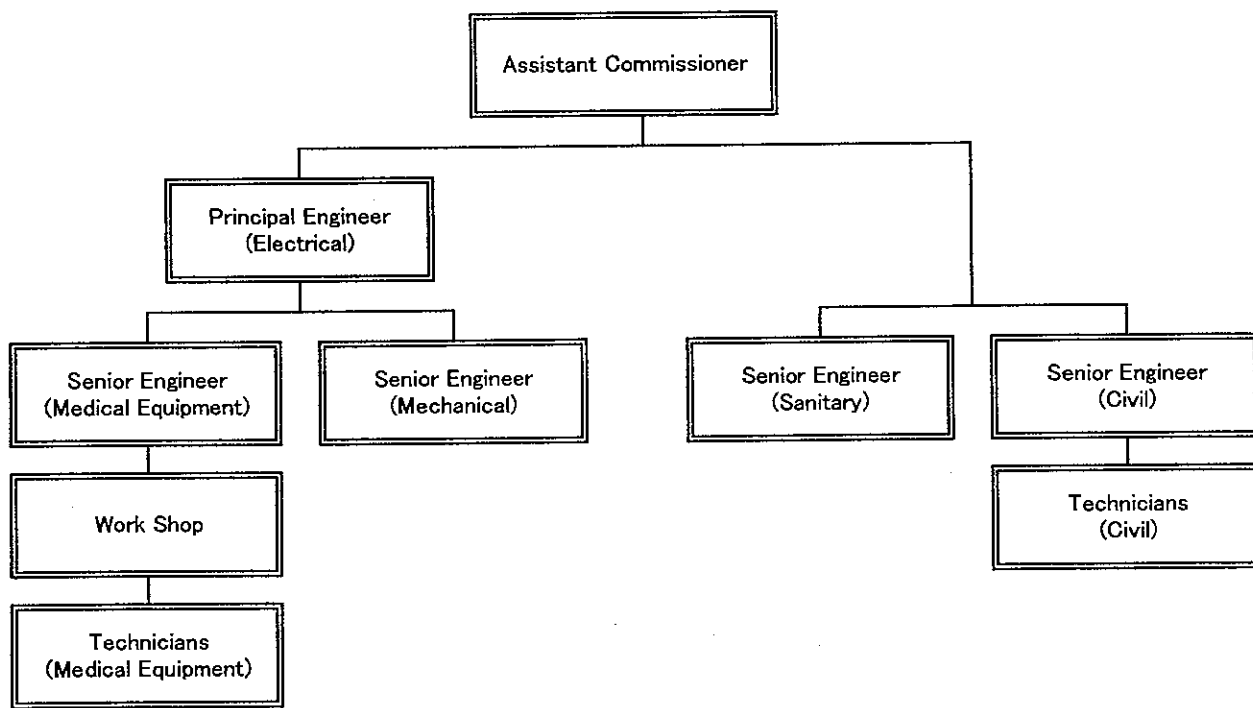 Assistant Commissioner
Principal Engineer
(Electrical)
Senior Engineer
(Medical Equipment)
Senior Engineer
(Mechanical)
Senior Engineer
(Sanitary)
Senior Engineer
(Civil)
Work Shop
Technicians
(Civil)
Technicians
(Medical Equipment)